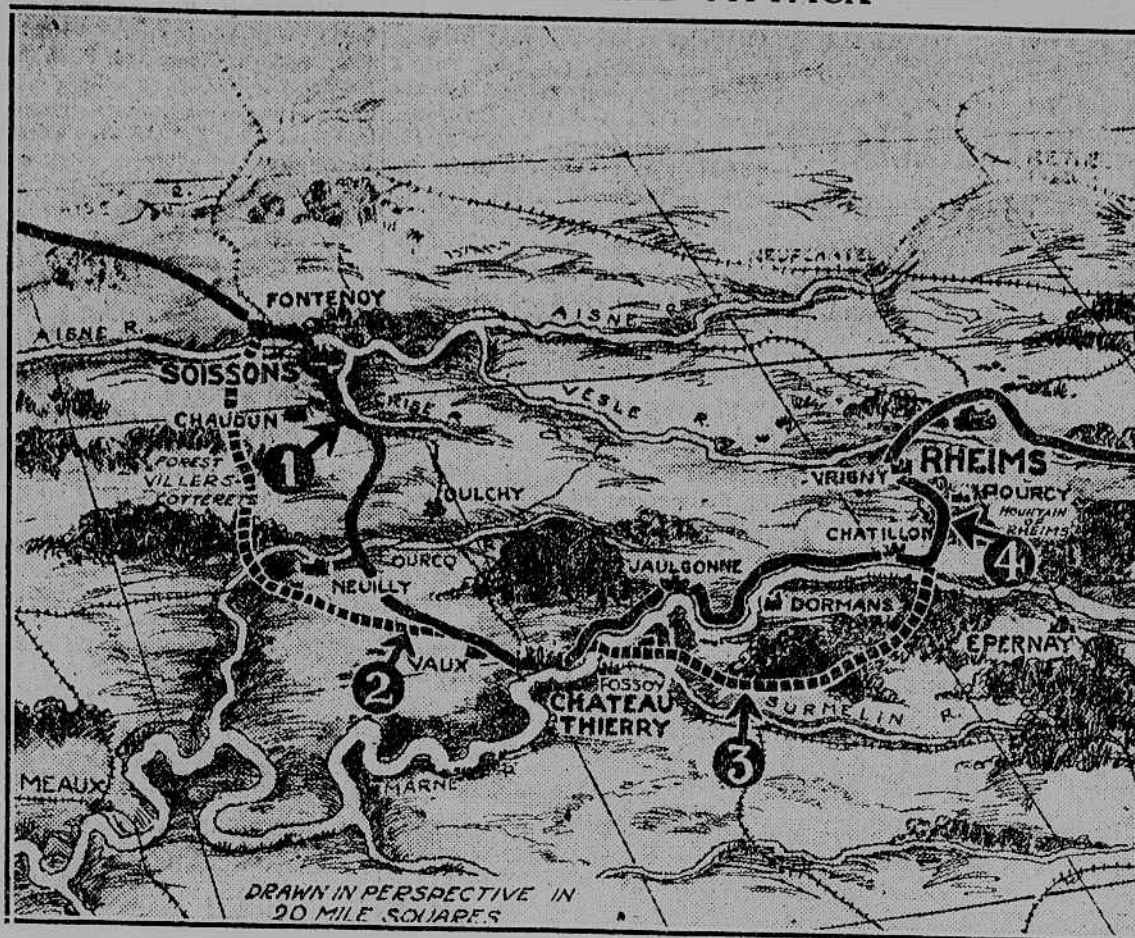 ATTACK
NEUFCHATEL
FONTENOY
AISNE R.
AISNE R.
SOISSONS
CRISE R.
VESLE R.
CHAUDUN
1
FOREST
VILLERS-
COTTERETS
RHEIMS
VRIGNY
POURCY
MOUNTAIN
OF
RHEIMS
OULCHY
CHATILLON
4
OURCQ
JAULGONNE
NEUILLY
DORMANS
EPERNAY
VAUX
2
FOSSOY
CHATEAU
THIERRY
SURMELIN R.
3
MEAUX
MARNE R.
DRAWN IN PERSPECTIVE IN
20 MILE SQUARES